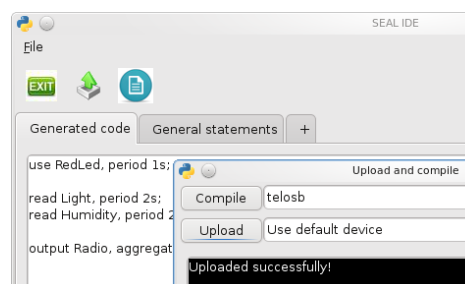 SEAL IDE
File
EXIT
Generated code General statements +
use RedLed, period 1s;
Upload and compile
read Light, period 2s;
Compile telosb
read Humidity, period 2
Upload Use default device
output Radio, aggregat
Uploaded successfully!